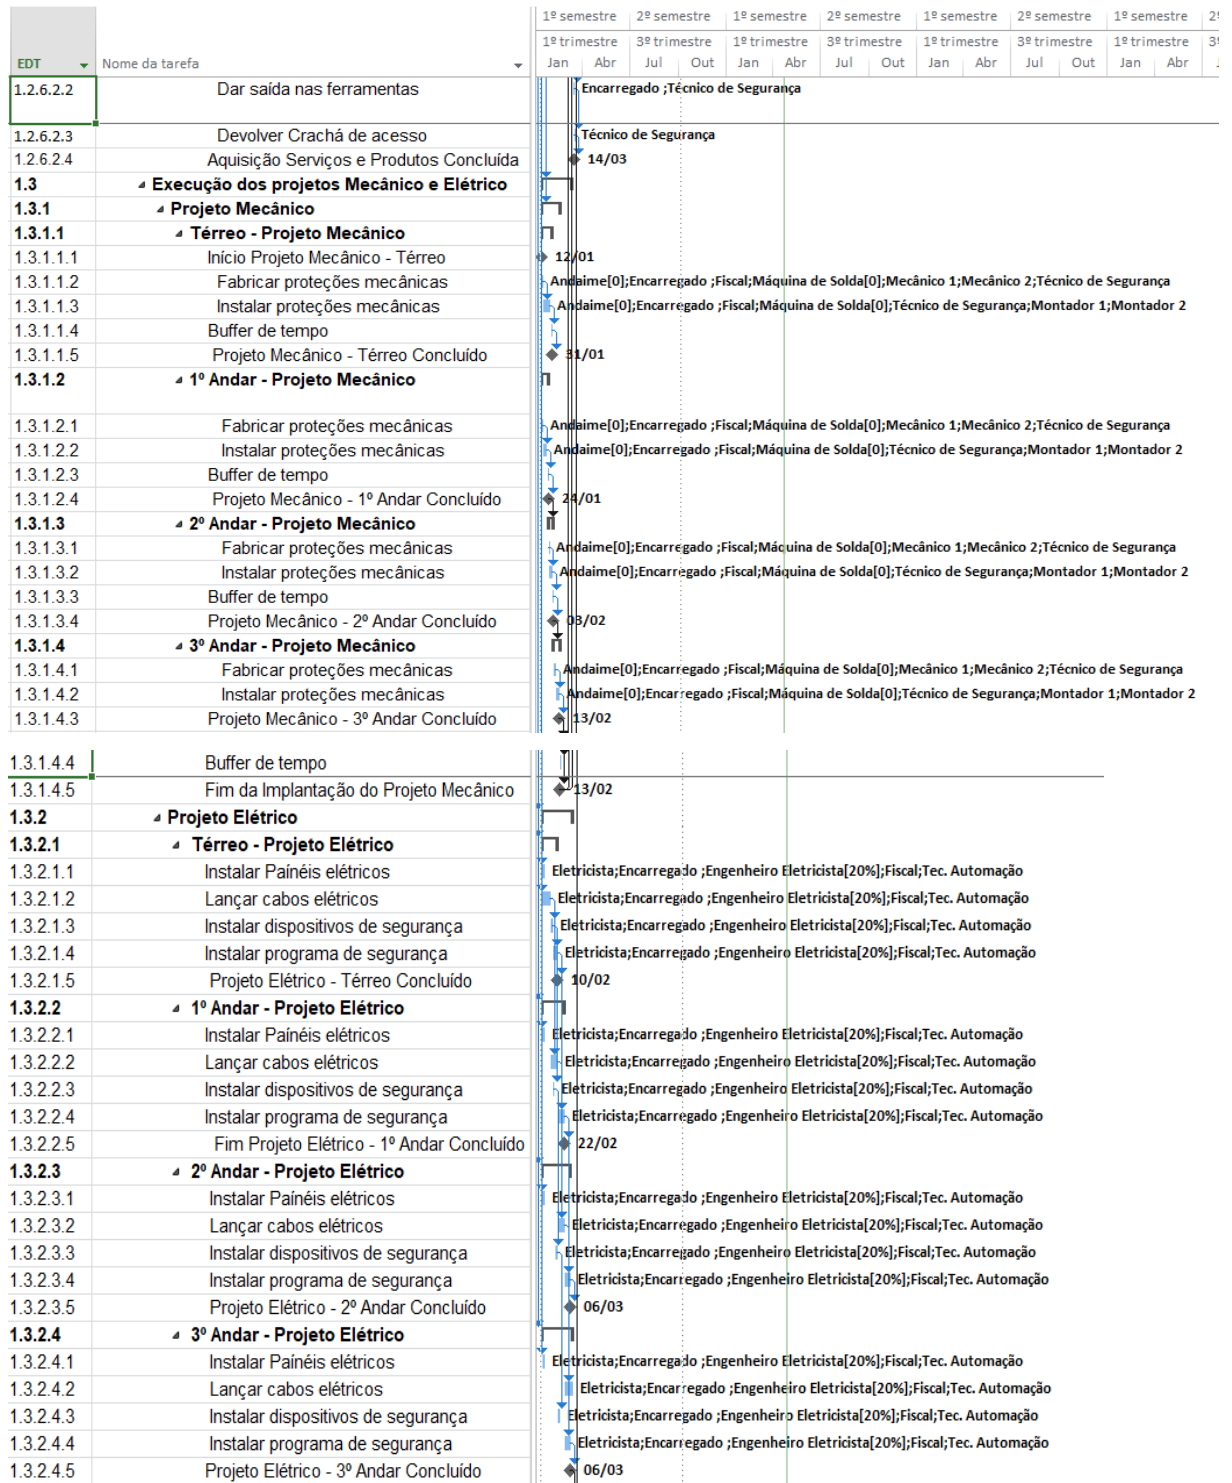 1º semestre 2º semestre 1º semestre 2º semestre 1º semestre 2º semestre 1º semestre
1º trimestre 3º trimestre 1º trimestre 3º trimestre 1º trimestre 3º trimestre 1º trimestre
EDT Nome da tarefa Jan Abr Jul Out Jan Abr Jul Out Jan Abr Jul Out Jan Abr
1.2.6.2.2 Dar saída nas ferramentas Encarregado ;Técnico de Segurança
1.2.6.2.3 Devolver Crachá de acesso Técnico de Segurança
1.2.6.2.4 Aquisição Serviços e Produtos Concluída 14/03
1.3 Execução dos projetos Mecânico e Elétrico
1.3.1 Projeto Mecânico
1.3.1.1 Térreo - Projeto Mecânico
1.3.1.1.1 Início Projeto Mecânico - Térreo 12/01
1.3.1.1.2 Fabricar proteções mecânicas Andaime[0];Encarregado ;Fiscal;Máquina de Solda[0];Mecânico 1;Mecânico 2;Técnico de Segurança
1.3.1.1.3 Instalar proteções mecânicas Andaime[0];Encarregado ;Fiscal;Máquina de Solda[0];Técnico de Segurança;Montador 1;Montador 2
1.3.1.1.4 Buffer de tempo
1.3.1.1.5 Projeto Mecânico - Térreo Concluído 31/01
1.3.1.2 1º Andar - Projeto Mecânico
1.3.1.2.1 Fabricar proteções mecânicas Andaime[0];Encarregado ;Fiscal;Máquina de Solda[0];Mecânico 1;Mecânico 2;Técnico de Segurança
1.3.1.2.2 Instalar proteções mecânicas Andaime[0];Encarregado ;Fiscal;Máquina de Solda[0];Técnico de Segurança;Montador 1;Montador 2
1.3.1.2.3 Buffer de tempo
1.3.1.2.4 Projeto Mecânico - 1º Andar Concluído 24/01
1.3.1.3 2º Andar - Projeto Mecânico
1.3.1.3.1 Fabricar proteções mecânicas Andaime[0];Encarregado ;Fiscal;Máquina de Solda[0];Mecânico 1;Mecânico 2;Técnico de Segurança
1.3.1.3.2 Instalar proteções mecânicas Andaime[0];Encarregado ;Fiscal;Máquina de Solda[0];Técnico de Segurança;Montador 1;Montador 2
1.3.1.3.3 Buffer de tempo
1.3.1.3.4 Projeto Mecânico - 2º Andar Concluído 03/02
1.3.1.4 3º Andar - Projeto Mecânico
1.3.1.4.1 Fabricar proteções mecânicas Andaime[0];Encarregado ;Fiscal;Máquina de Solda[0];Mecânico 1;Mecânico 2;Técnico de Segurança
1.3.1.4.2 Instalar proteções mecânicas Andaime[0];Encarregado ;Fiscal;Máquina de Solda[0];Técnico de Segurança;Montador 1;Montador 2
1.3.1.4.3 Projeto Mecânico - 3º Andar Concluído 13/02
1.3.1.4.4 Buffer de tempo
1.3.1.4.5 Fim da Implantação do Projeto Mecânico 13/02
1.3.2 Projeto Elétrico
1.3.2.1 Térreo - Projeto Elétrico
1.3.2.1.1 Instalar Painéis elétricos Eletricista;Encarregado ;Engenheiro Eletricista[20%];Fiscal;Tec. Automação
1.3.2.1.2 Lançar cabos elétricos Eletricista;Encarregado ;Engenheiro Eletricista[20%];Fiscal;Tec. Automação
1.3.2.1.3 Instalar dispositivos de segurança Eletricista;Encarregado ;Engenheiro Eletricista[20%];Fiscal;Tec. Automação
1.3.2.1.4 Instalar programa de segurança Eletricista;Encarregado ;Engenheiro Eletricista[20%];Fiscal;Tec. Automação
1.3.2.1.5 Projeto Elétrico - Térreo Concluído 10/02
1.3.2.2 1º Andar - Projeto Elétrico
1.3.2.2.1 Instalar Painéis elétricos Eletricista;Encarregado ;Engenheiro Eletricista[20%];Fiscal;Tec. Automação
1.3.2.2.2 Lançar cabos elétricos Eletricista;Encarregado ;Engenheiro Eletricista[20%];Fiscal;Tec. Automação
1.3.2.2.3 Instalar dispositivos de segurança Eletricista;Encarregado ;Engenheiro Eletricista[20%];Fiscal;Tec. Automação
1.3.2.2.4 Instalar programa de segurança Eletricista;Encarregado ;Engenheiro Eletricista[20%];Fiscal;Tec. Automação
1.3.2.2.5 Fim Projeto Elétrico - 1º Andar Concluído 22/02
1.3.2.3 2º Andar - Projeto Elétrico
1.3.2.3.1 Instalar Painéis elétricos Eletricista;Encarregado ;Engenheiro Eletricista[20%];Fiscal;Tec. Automação
1.3.2.3.2 Lançar cabos elétricos Eletricista;Encarregado ;Engenheiro Eletricista[20%];Fiscal;Tec. Automação
1.3.2.3.3 Instalar dispositivos de segurança Eletricista;Encarregado ;Engenheiro Eletricista[20%];Fiscal;Tec. Automação
1.3.2.3.4 Instalar programa de segurança Eletricista;Encarregado ;Engenheiro Eletricista[20%];Fiscal;Tec. Automação
1.3.2.3.5 Projeto Elétrico - 2º Andar Concluído 06/03
1.3.2.4 3º Andar - Projeto Elétrico
1.3.2.4.1 Instalar Painéis elétricos Eletricista;Encarregado ;Engenheiro Eletricista[20%];Fiscal;Tec. Automação
1.3.2.4.2 Lançar cabos elétricos Eletricista;Encarregado ;Engenheiro Eletricista[20%];Fiscal;Tec. Automação
1.3.2.4.3 Instalar dispositivos de segurança Eletricista;Encarregado ;Engenheiro Eletricista[20%];Fiscal;Tec. Automação
1.3.2.4.4 Instalar programa de segurança Eletricista;Encarregado ;Engenheiro Eletricista[20%];Fiscal;Tec. Automação
1.3.2.4.5 Projeto Elétrico - 3º Andar Concluído 06/03